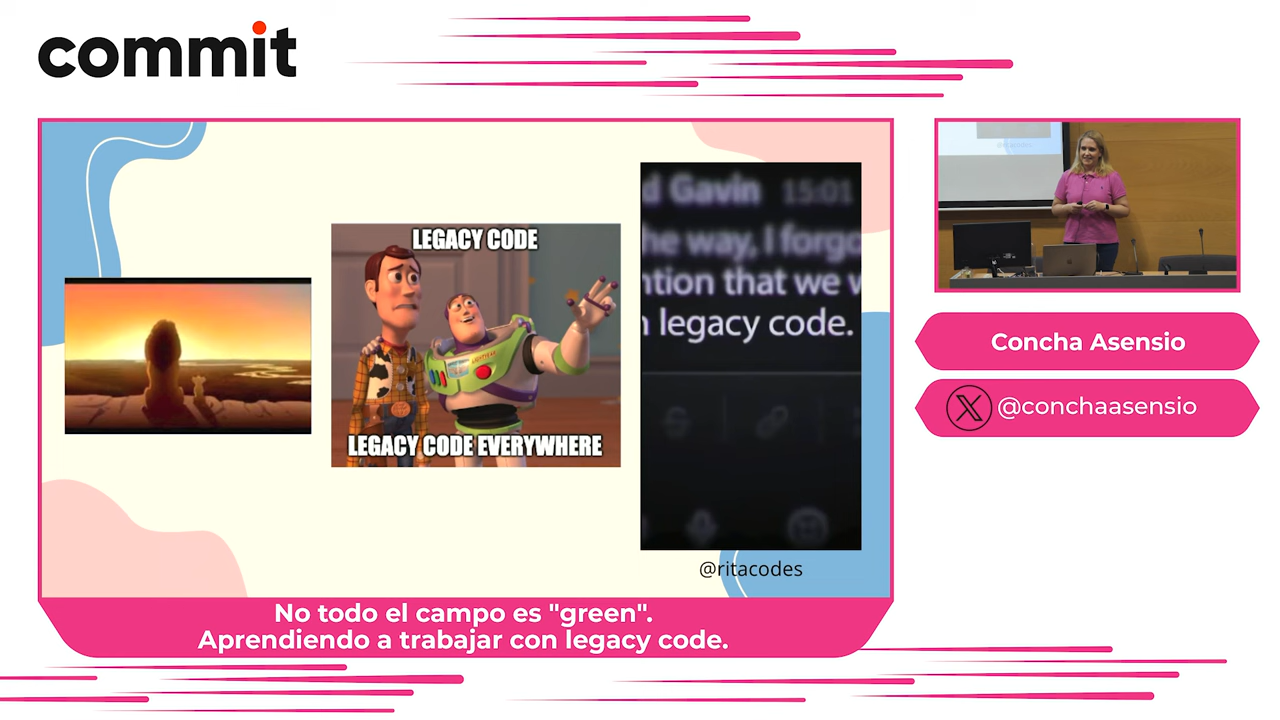 commit
LEGACY CODE
LEGACY CODE EVERYWHERE
d Gavin 15:01
he way, I forgo
ntion that we w
legacy code.
@ritacodes
No todo el campo es "green".
Aprendiendo a trabajar con legacy code.
Concha Asensio
@conchaasensio